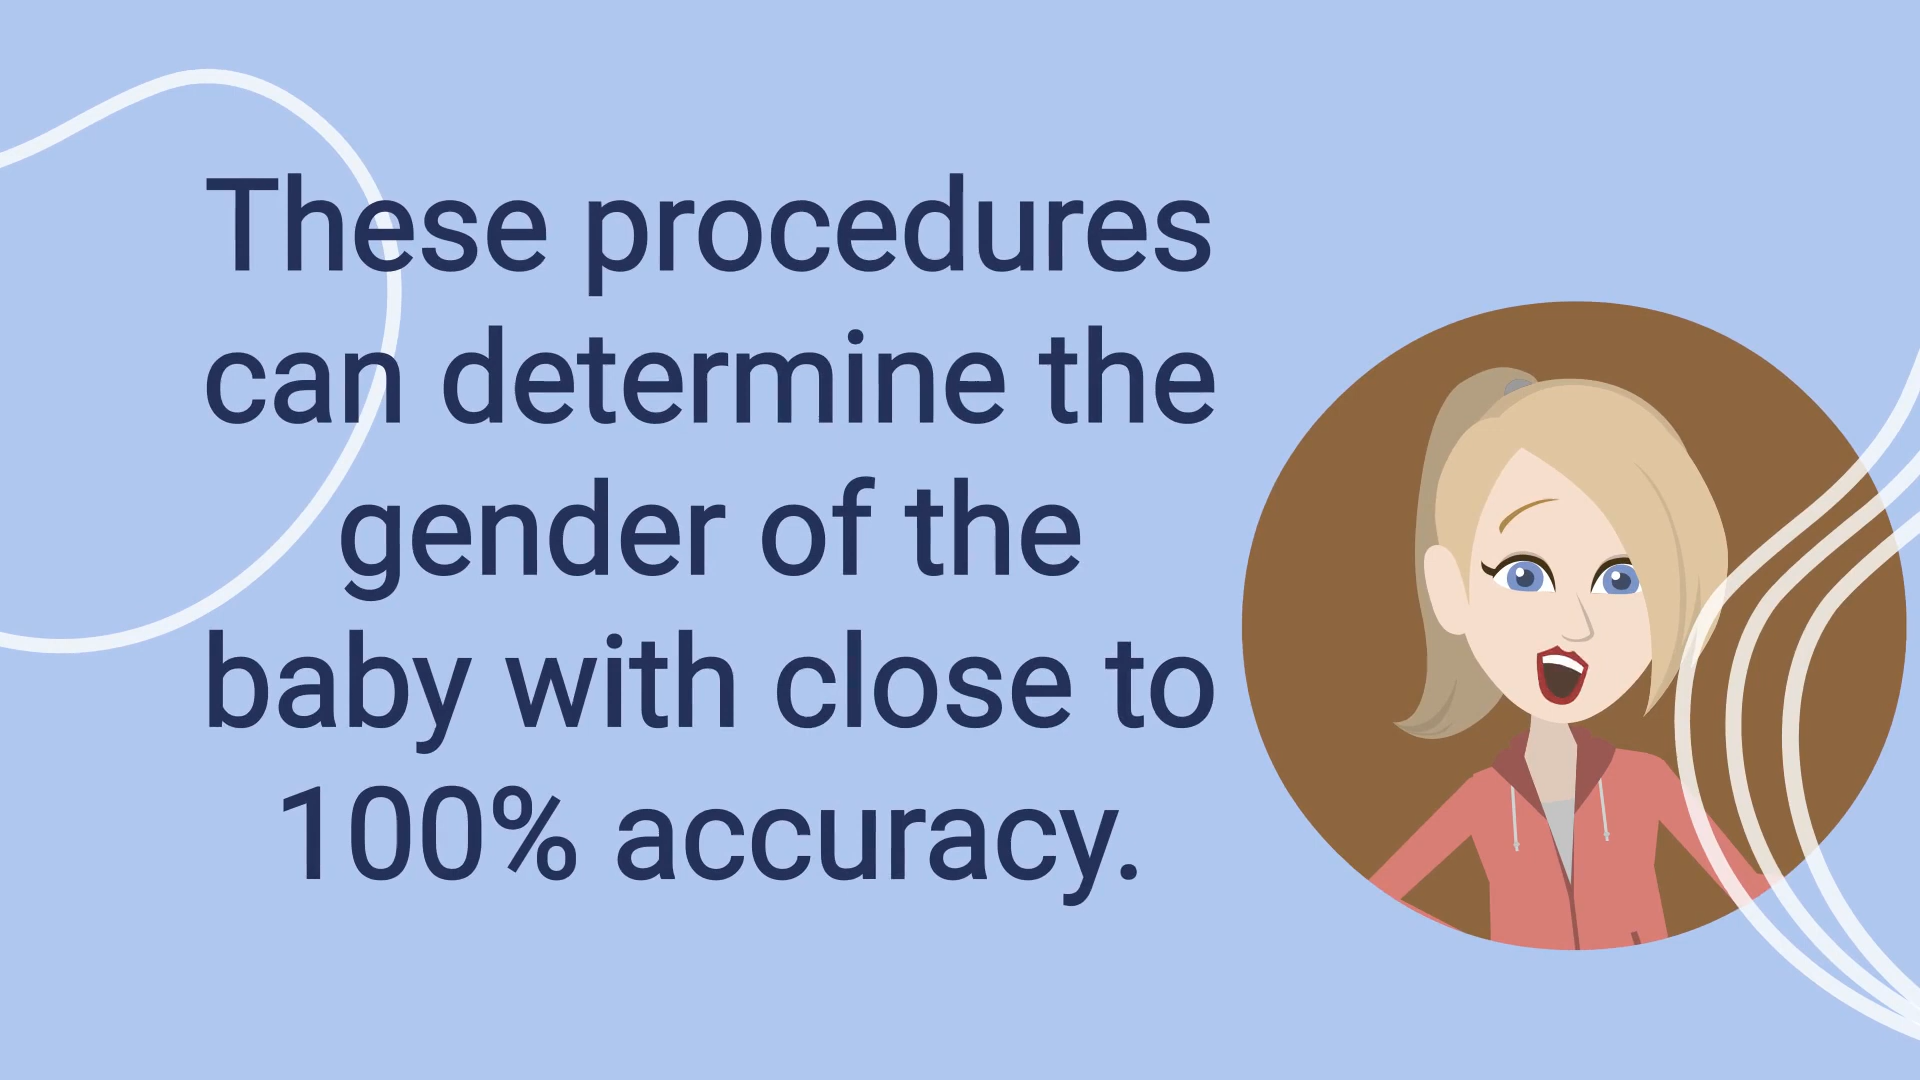 These procedures
can determine the
gender of the
baby with close to
100% accuracy.